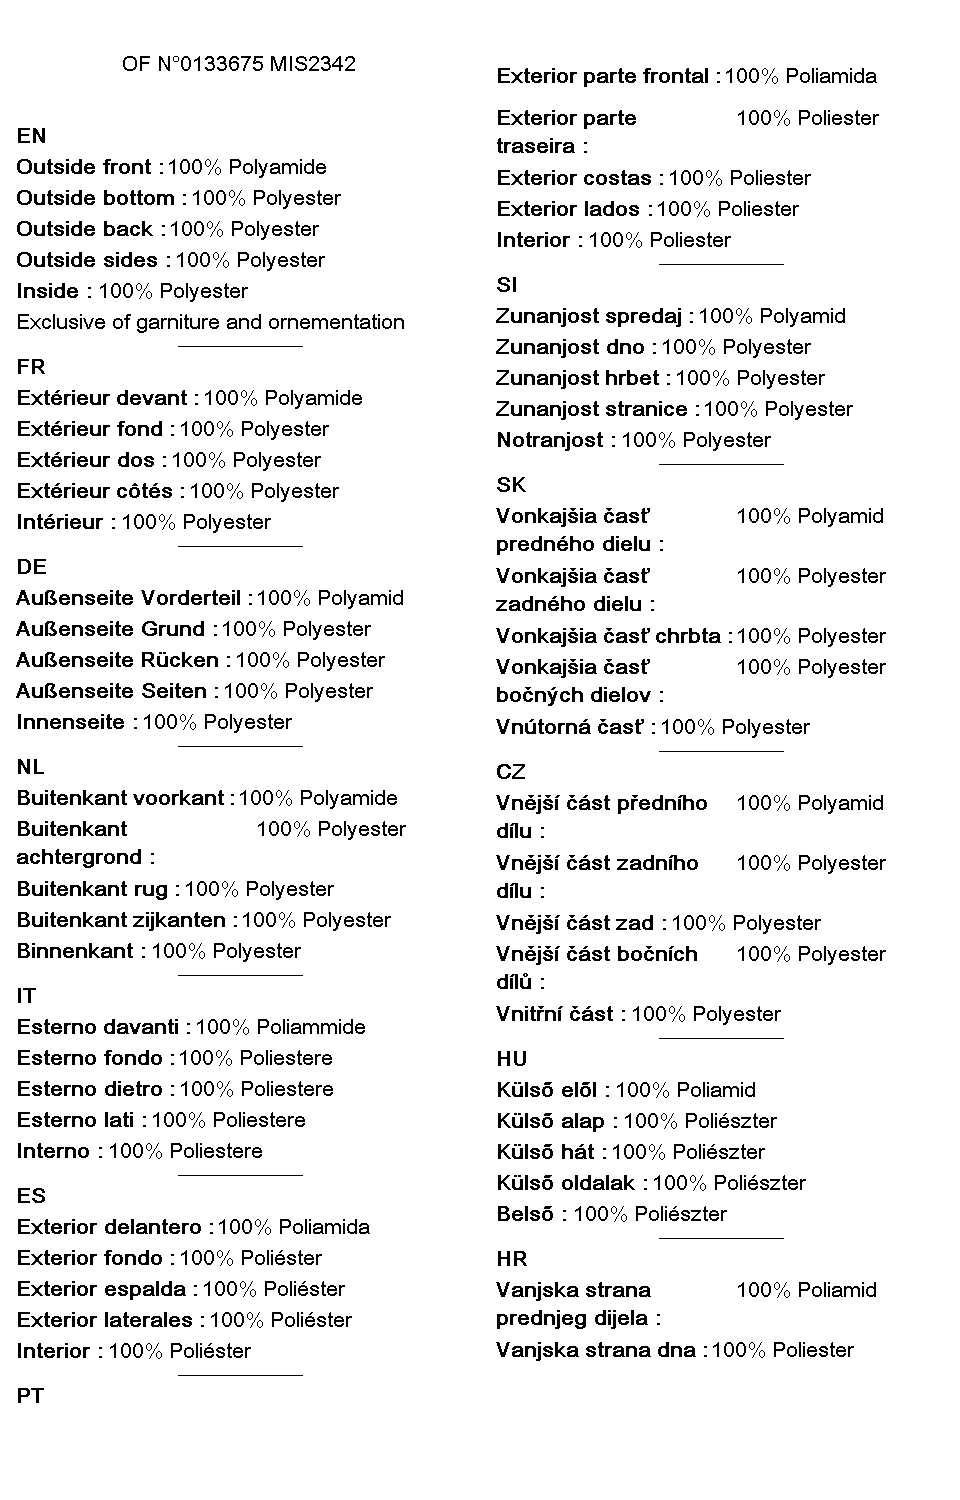 OF N°0133675 MIS2342
EN
Outside front : 100% Polyamide
Outside bottom : 100% Polyester
Outside back : 100% Polyester
Outside sides : 100% Polyester
Inside : 100% Polyester
Exclusive of garniture and ornementation
FR
Extérieur devant : 100% Polyamide
Extérieur fond : 100% Polyester
Extérieur dos : 100% Polyester
Extérieur côtés : 100% Polyester
Intérieur : 100% Polyester
DE
Außenseite Vorderteil : 100% Polyamid
Außenseite Grund : 100% Polyester
Außenseite Rücken : 100% Polyester
Außenseite Seiten : 100% Polyester
Innenseite : 100% Polyester
NL
Buitenkant voorkant : 100% Polyamide
Buitenkant 100% Polyester
achtergrond :
Buitenkant rug : 100% Polyester
Buitenkant zijkanten : 100% Polyester
Binnenkant : 100% Polyester
IT
Esterno davanti : 100% Poliammide
Esterno fondo : 100% Poliestere
Esterno dietro : 100% Poliestere
Esterno lati : 100% Poliestere
Interno : 100% Poliestere
ES
Exterior delantero : 100% Poliamida
Exterior fondo : 100% Poliéster
Exterior espalda : 100% Poliéster
Exterior laterales : 100% Poliéster
Interior : 100% Poliéster
PT
Exterior parte frontal : 100% Poliamida
Exterior parte 100% Poliester
traseira :
Exterior costas : 100% Poliester
Exterior lados : 100% Poliester
Interior : 100% Poliester
SI
Zunanjost spredaj : 100% Polyamid
Zunanjost dno : 100% Polyester
Zunanjost hrbet : 100% Polyester
Zunanjost stranice : 100% Polyester
Notranjost : 100% Polyester
SK
Vonkajšia časť 100% Polyamid
predného dielu :
Vonkajšia časť 100% Polyester
zadného dielu :
Vonkajšia časť chrbta : 100% Polyester
Vonkajšia časť 100% Polyester
bočných dielov :
Vnútorná časť : 100% Polyester
CZ
Vnější část předního 100% Polyamid
dílu :
Vnější část zadního 100% Polyester
dílu :
Vnější část zad : 100% Polyester
Vnější část bočních 100% Polyester
dílů :
Vnitřní část : 100% Polyester
HU
Külsõ elõl : 100% Poliamid
Külsõ alap : 100% Poliészter
Külsõ hát : 100% Poliészter
Külsõ oldalak : 100% Poliészter
Belsõ : 100% Poliészter
HR
Vanjska strana 100% Poliamid
prednjeg dijela :
Vanjska strana dna : 100% Poliester